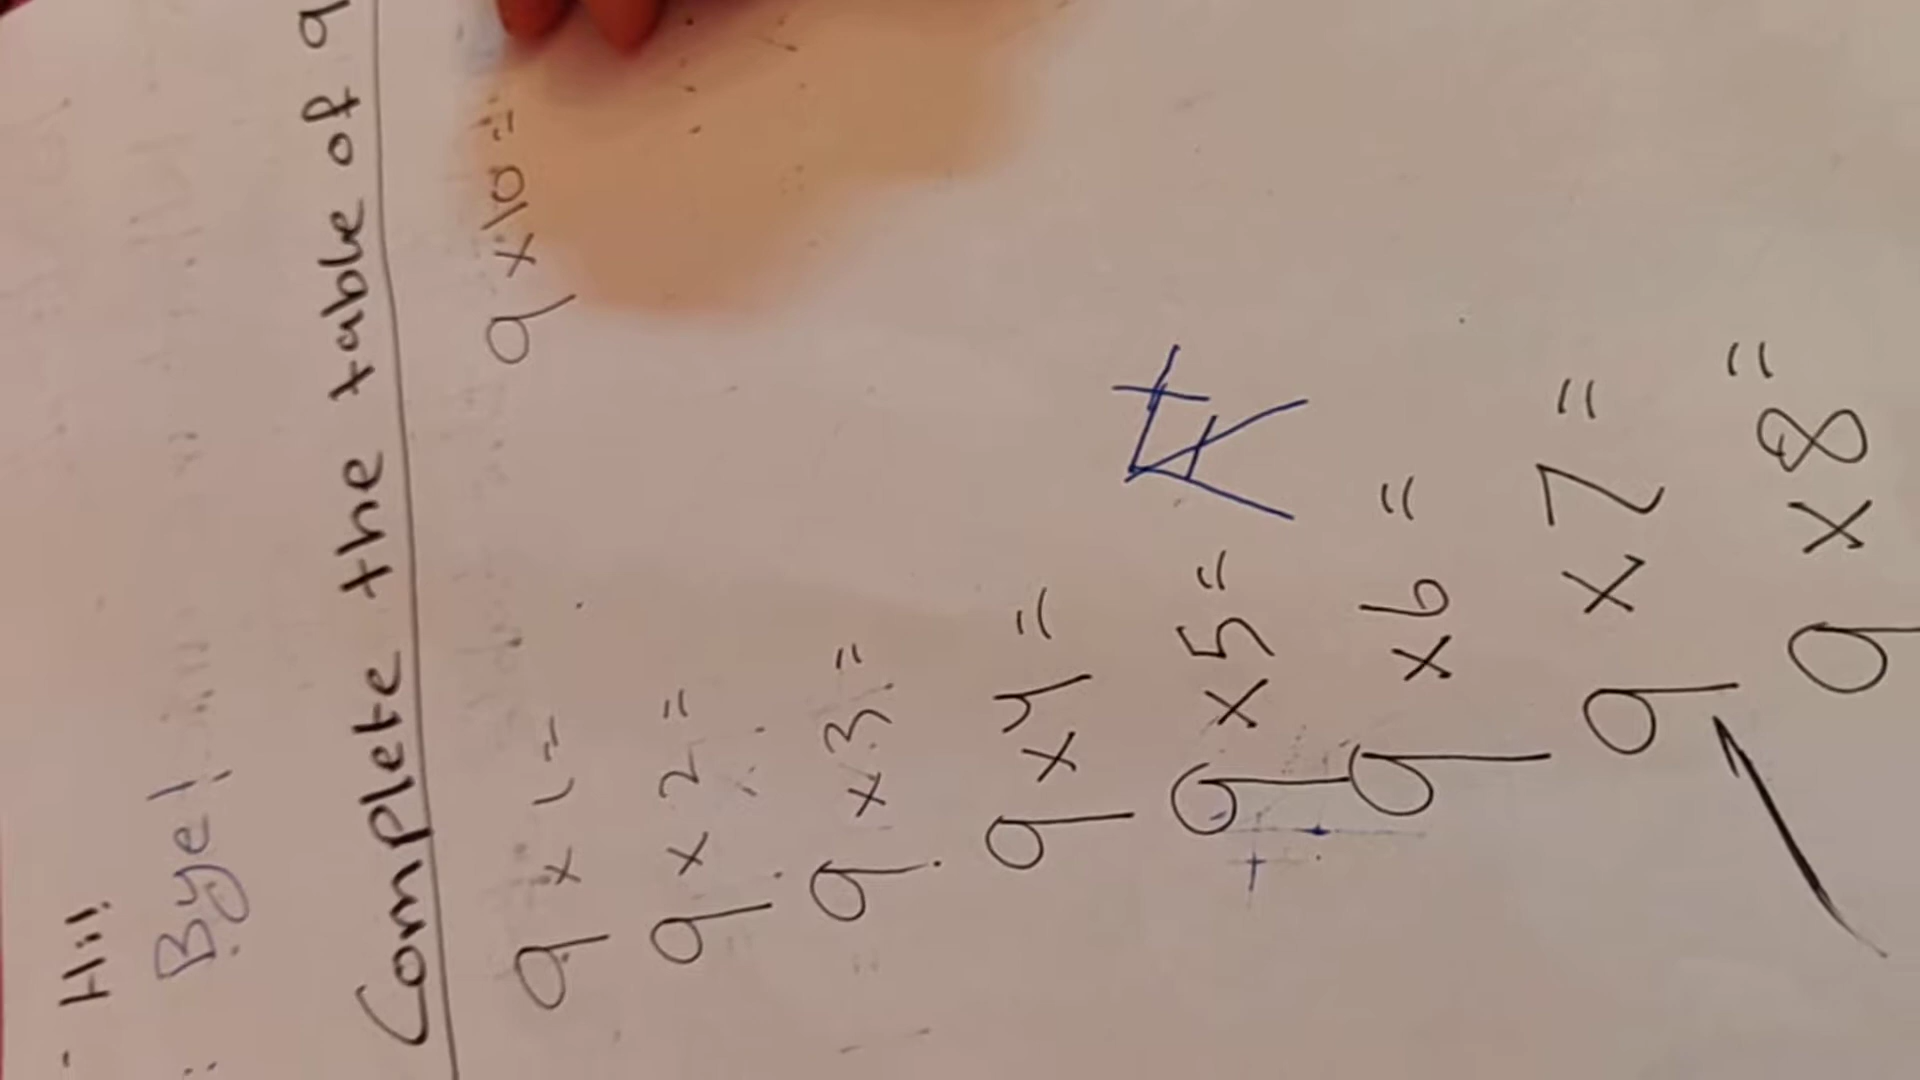 - Hi!!
: Bye!
Complete the table of 9
9 x 1 =
9 x 10 =
9 x 2 =
9 x 3 =
9 x 4 =
9 x 5 =
9 x 6 =
9 x 7 =
9 x 8 =